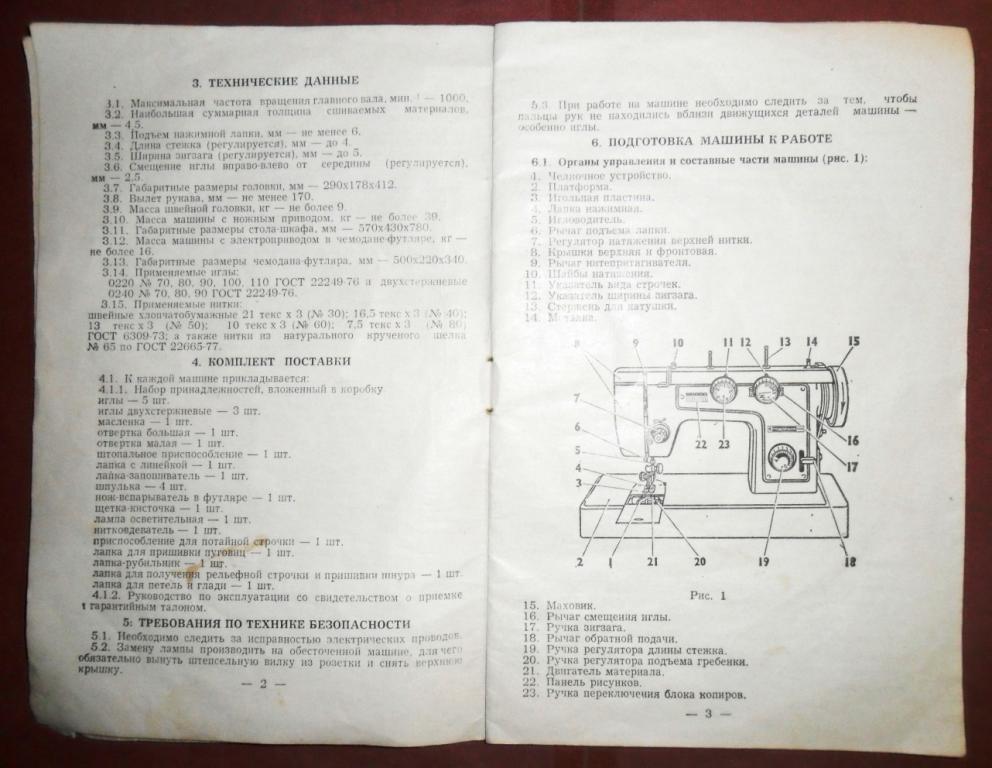 3. ТЕХНИЧЕСКИЕ ДАННЫЕ
3.1. Максимальная частота вращения главного вала, мин.⁻¹ — 1000,
3.2. Наибольшая суммарная толщина сшиваемых материалов,
мм — 4,5.
3.3. Подъем нажимной лапки, мм — не менее 6.
3.4. Длина стежка (регулируется), мм — до 4.
3.5. Ширина зигзага (регулируется), мм — до 5.
3.6. Смещение иглы вправо-влево от середины (регулируется),
мм — 2,5.
3.7. Габаритные размеры головки, мм — 290х178х412.
3.8. Вылет рукава, мм — не менее 170.
3.9. Масса швейной головки, кг — не более 9.
3.10. Масса машины с ножным приводом, кг — не более 39.
3.11. Габаритные размеры стола-шкафа, мм — 570х430х780.
3.12. Масса машины с электроприводом в чемодане-футляре, кг —
не более 16.
3.13. Габаритные размеры чемодана-футляра, мм — 500х220х340.
3.14. Применяемые иглы:
0220 № 70, 80, 90, 100, 110 ГОСТ 22249-76 и двухстержневые
0240 № 70, 80, 90 ГОСТ 22249-76.
3.15. Применяемые нитки:
швейные хлопчатобумажные 21 текс х 3 (№ 30); 16,5 текс х 3 (№ 40);
13 текс х 3 (№ 50); 10 текс х 3 (№ 60); 7,5 текс х 3 (№ 80)
ГОСТ 6309-73; а также нитки из натурального крученого шелка
№ 65 по ГОСТ 22665-77.
4. КОМПЛЕКТ ПОСТАВКИ
4.1. К каждой машине прикладывается:
4.1.1. Набор принадлежностей, вложенный в коробку
иглы — 5 шт.
иглы двухстержневые — 3 шт.
масленка — 1 шт.
отвертка большая — 1 шт.
отвертка малая — 1 шт.
штопальное приспособление — 1 шт.
лапка с линейкой — 1 шт.
лапка-запошиватель — 1 шт.
шпулька — 4 шт.
нож-вспарыватель в футляре — 1 шт.
щетка-кисточка — 1 шт.
лампа осветительная — 1 шт.
нитковдеватель — 1 шт.
приспособление для потайной строчки — 1 шт.
лапка для пришивки пуговиц — 1 шт.
лапка-рубильник — 1 шт.
лапка для получения рельефной строчки и пришивки шнура — 1 шт.
лапка для петель и глади — 1 шт.
4.1.2. Руководство по эксплуатации со свидетельством о приемке
гарантийным талоном.
5. ТРЕБОВАНИЯ ПО ТЕХНИКЕ БЕЗОПАСНОСТИ
5.1. Необходимо следить за исправностью электрических проводов.
5.2. Замену лампы производить на обесточенной машине, для чего
обязательно вынуть штепсельную вилку из розетки и снять верхнюю
крышку.
— 2 —
5.3. При работе на машине необходимо следить за тем, чтобы
пальцы рук не находились вблизи движущихся деталей машины —
особенно иглы.
6. ПОДГОТОВКА МАШИНЫ К РАБОТЕ
6.1. Органы управления и составные части машины (рис. 1):
1. Челночное устройство.
2. Платформа.
3. Игольная пластина.
4. Лапка нажимная.
5. Игловодитель.
6. Рычаг подъема лапки.
7. Регулятор натяжения верхней нитки.
8. Крышки верхняя и фронтовая.
9. Рычаг нитепритягивателя.
10. Шайбы натяжения.
11. Указатель вида строчек.
12. Указатель ширины зигзага.
13. Стержень для катушки.
14. Моталка.
8 9 10 11 12 13 14 15
7
6
5
4
3
22 23
16
17
2 1 21 20 19 18
Рис. 1
15. Маховик.
16. Рычаг смещения иглы.
17. Ручка зигзага.
18. Рычаг обратной подачи.
19. Ручка регулятора длины стежка.
20. Ручка регулятора подъема гребенки.
21. Двигатель материала.
22. Панель рисунков.
23. Ручка переключения блока копиров.
— 3 —